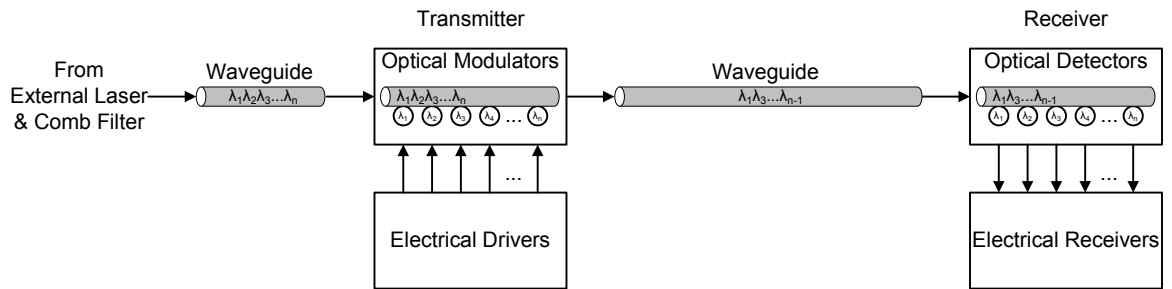 Transmitter
Receiver
From
External Laser
& Comb Filter
Waveguide
λ₁λ₂λ₃...λₙ
Optical Modulators
λ₁λ₂λ₃...λₙ
λ₁ λ₂ λ₃ λ₄ ... λₙ
Waveguide
λ₁λ₃...λₙ₋₁
Optical Detectors
λ₁λ₃...λₙ₋₁
λ₁ λ₂ λ₃ λ₄ ... λₙ
...
...
Electrical Drivers
Electrical Receivers